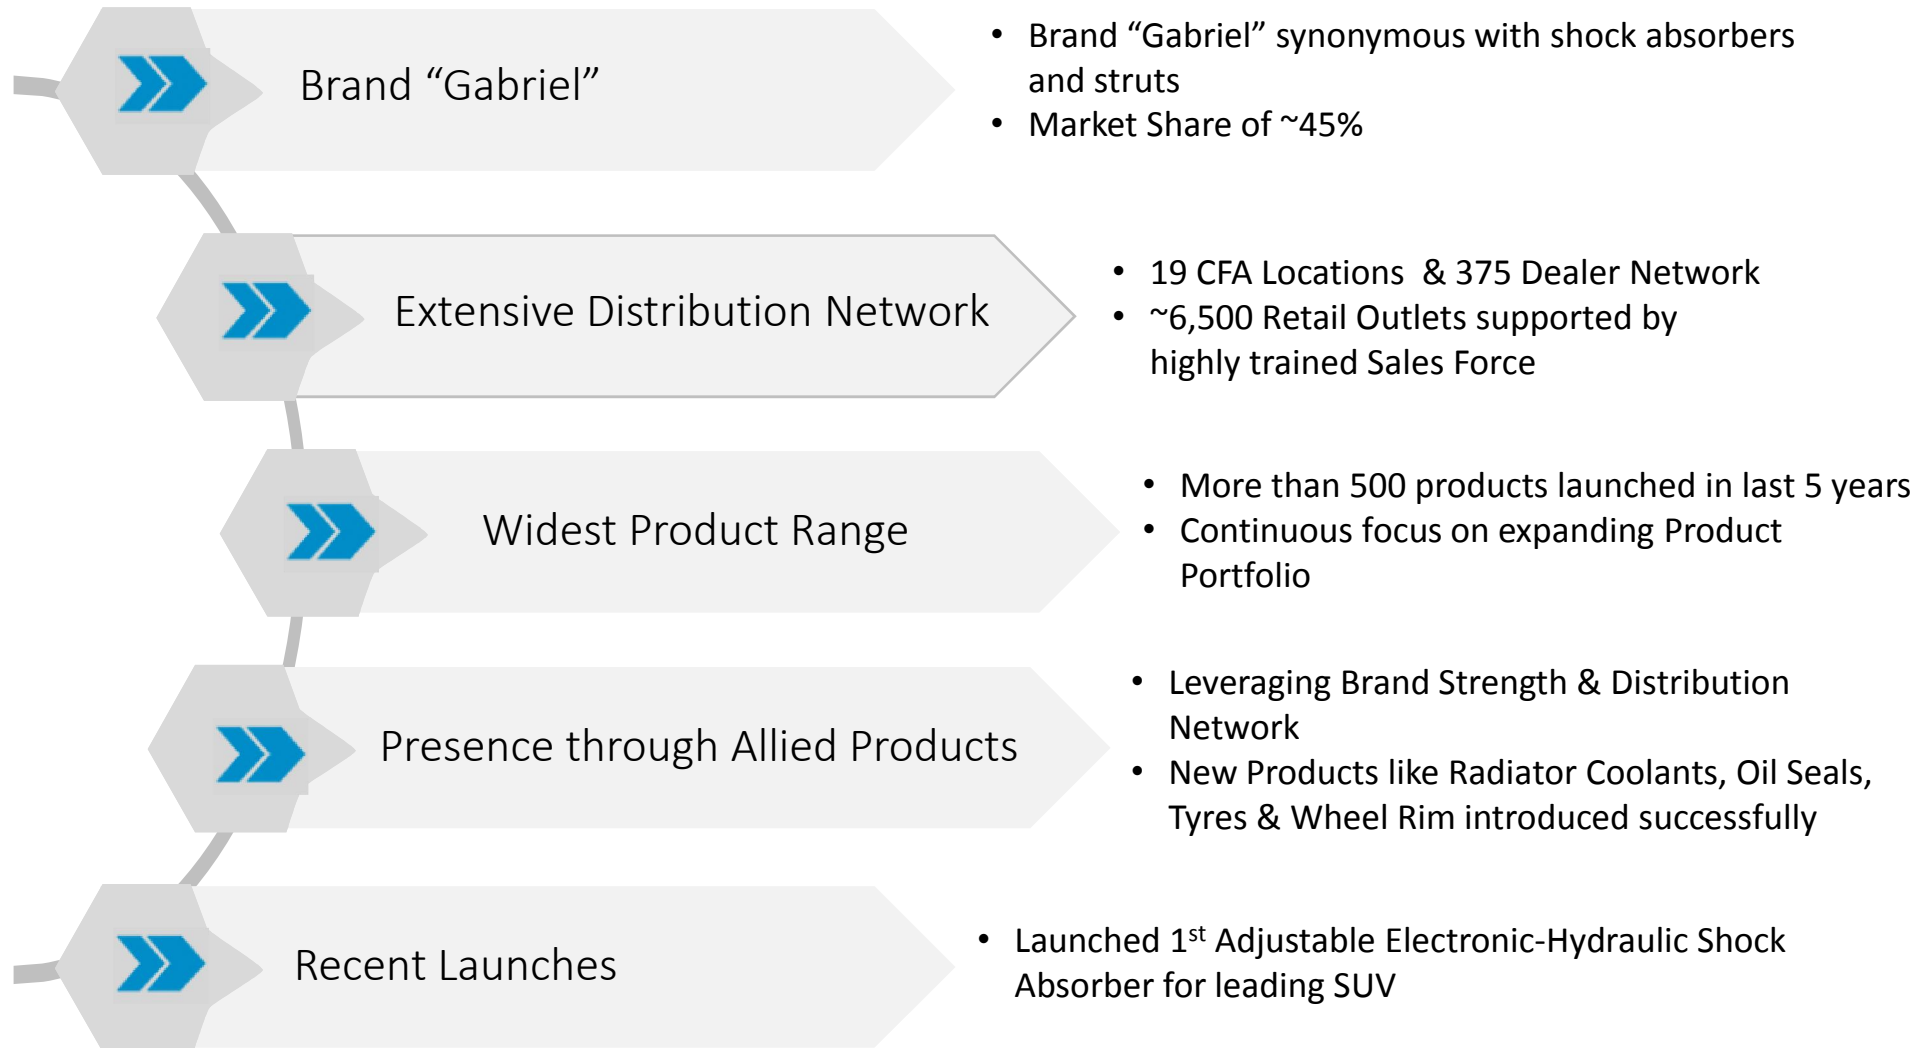 Brand “Gabriel”
• Brand “Gabriel” synonymous with shock absorbers
and struts
• Market Share of ~45%
Extensive Distribution Network
• 19 CFA Locations & 375 Dealer Network
• ~6,500 Retail Outlets supported by
highly trained Sales Force
Widest Product Range
• More than 500 products launched in last 5 years
• Continuous focus on expanding Product
Portfolio
Presence through Allied Products
• Leveraging Brand Strength & Distribution
Network
• New Products like Radiator Coolants, Oil Seals,
Tyres & Wheel Rim introduced successfully
Recent Launches
• Launched 1st Adjustable Electronic-Hydraulic Shock
Absorber for leading SUV